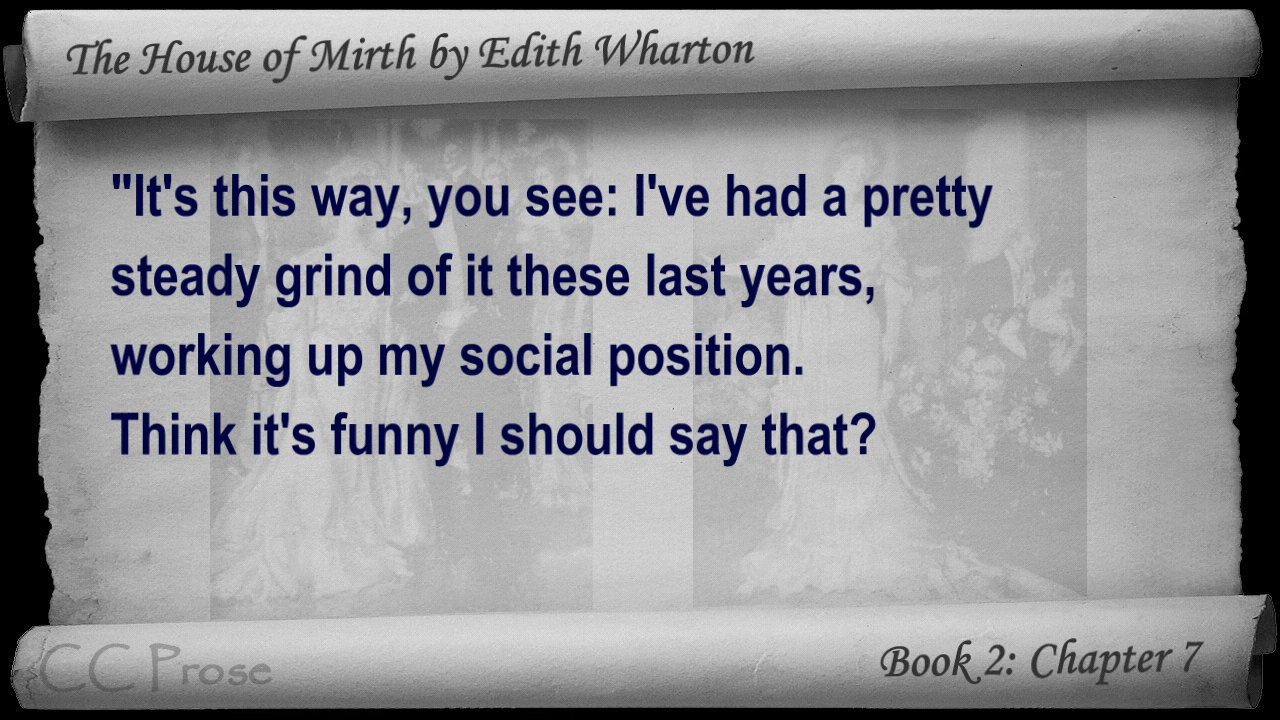 The House of Mirth by Edith Wharton
"It's this way, you see: I've had a pretty
steady grind of it these last years,
working up my social position.
Think it's funny I should say that?
CC Prose
Book 2: Chapter 7